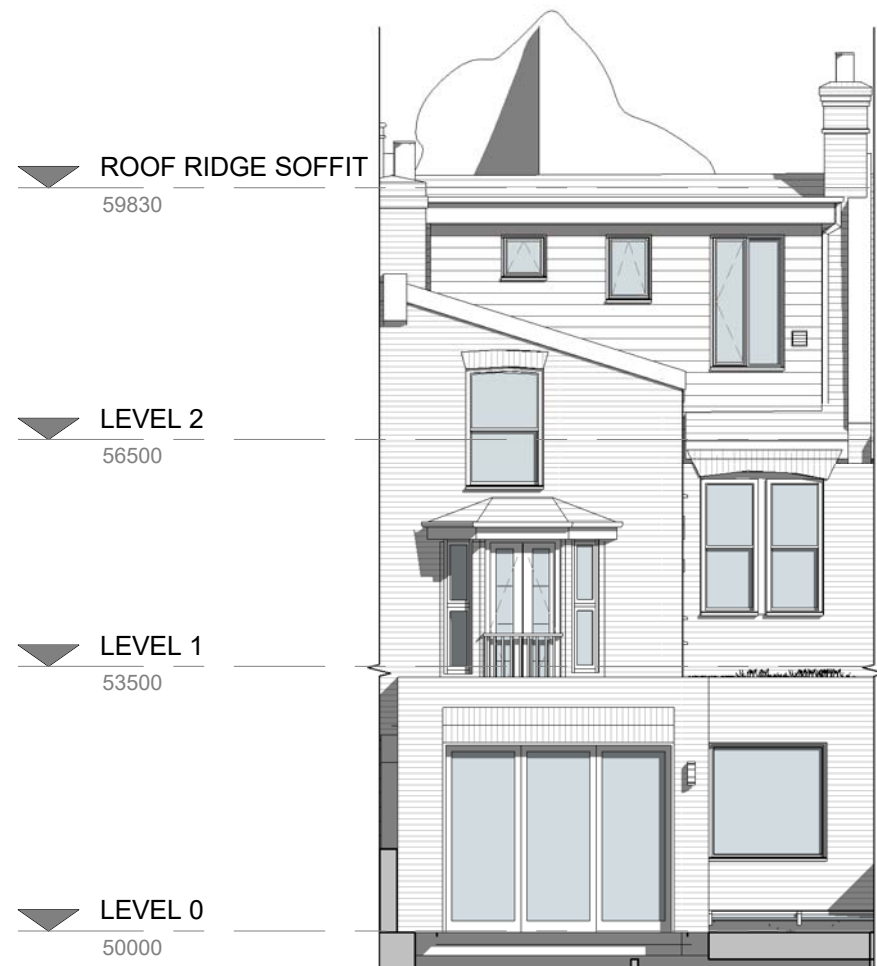 ROOF RIDGE SOFFIT
59830
LEVEL 2
56500
LEVEL 1
53500
LEVEL 0
50000